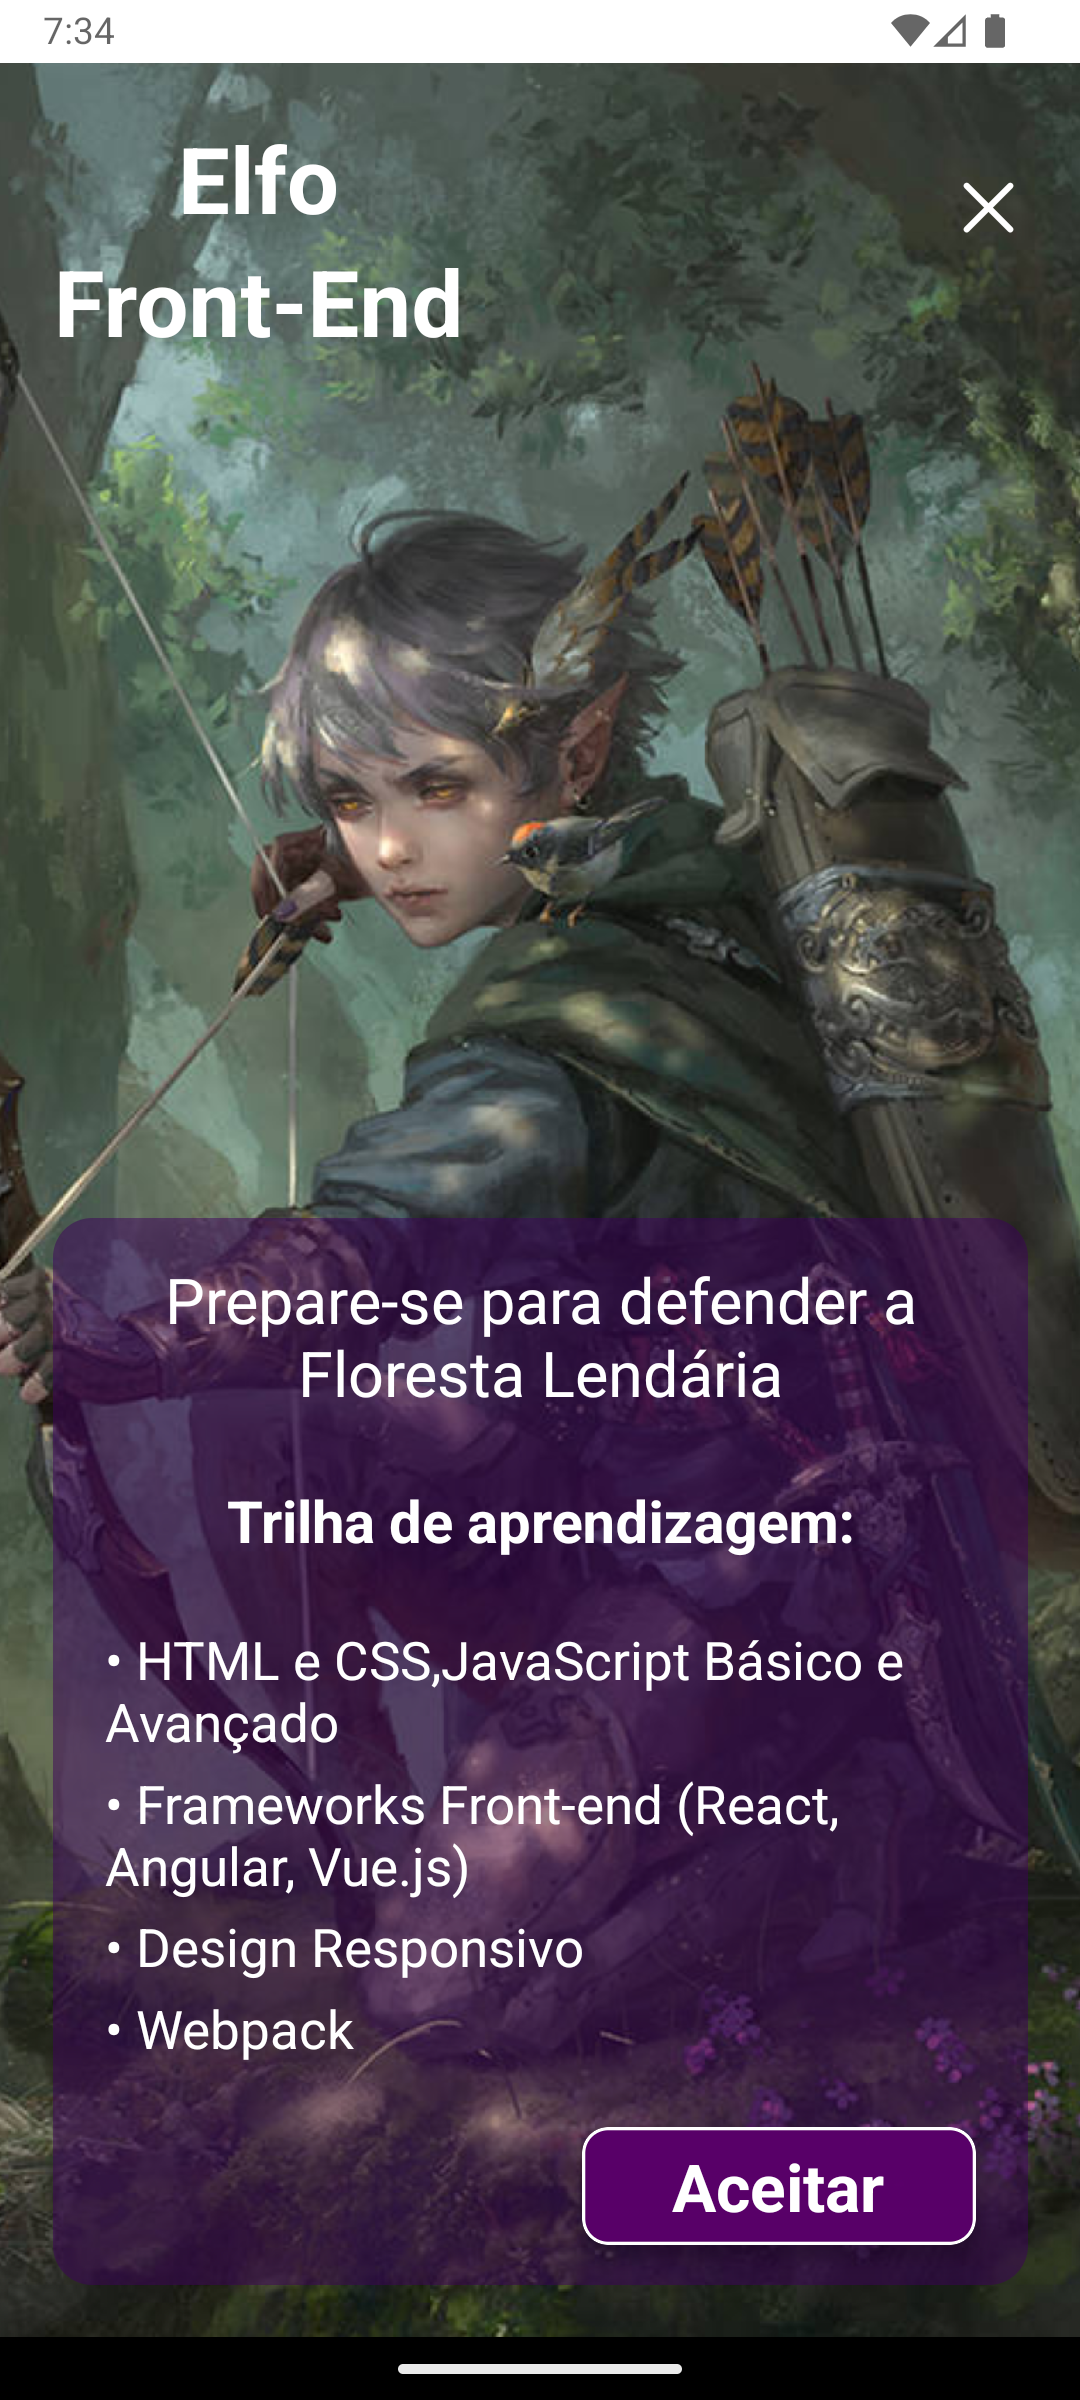 7:34
Elfo
Front-End
Prepare-se para defender a
Floresta Lendária
Trilha de aprendizagem:
• HTML e CSS,JavaScript Básico e
Avançado
• Frameworks Front-end (React,
Angular, Vue.js)
• Design Responsivo
• Webpack
Aceitar